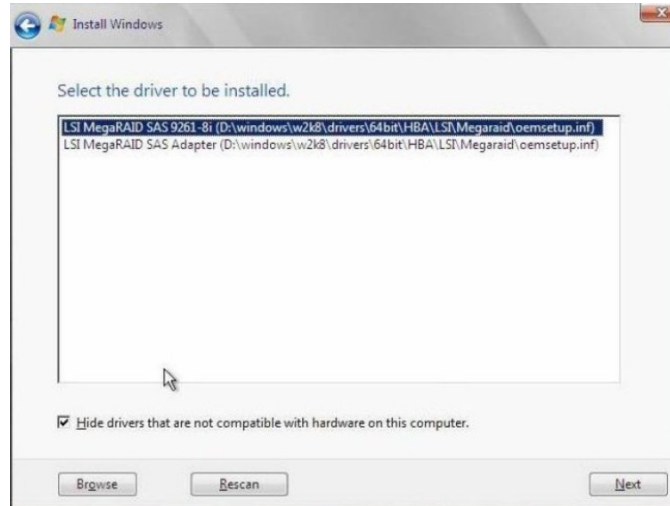 Install Windows
Select the driver to be installed.
LSI MegaRAID SAS 9261-8i (D:\windows\w2k8\drivers\64bit\HBA\LSI\Megaraid\oemsetup.inf)
LSI MegaRAID SAS Adapter (D:\windows\w2k8\drivers\64bit\HBA\LSI\Megaraid\oemsetup.inf)
Hide drivers that are not compatible with hardware on this computer.
Browse
Rescan
Next